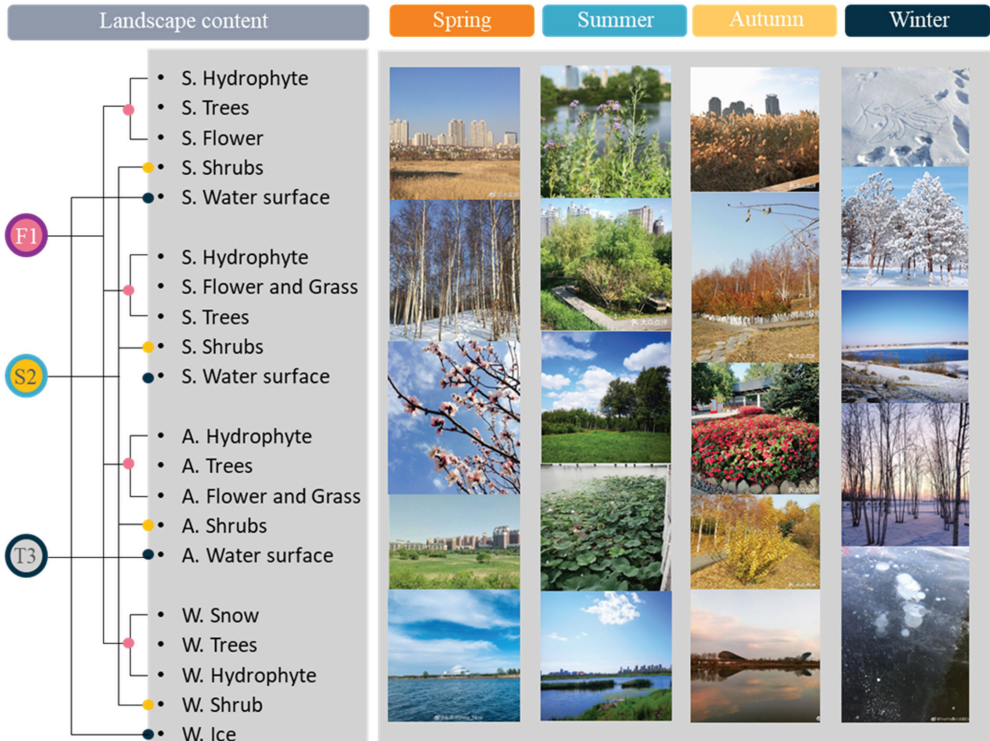 Landscape content
Spring
Summer
Autumn
Winter
F1
S2
T3
• S. Hydrophyte
• S. Trees
• S. Flower
• S. Shrubs
• S. Water surface
• S. Hydrophyte
• S. Flower and Grass
• S. Trees
• S. Shrubs
• S. Water surface
• A. Hydrophyte
• A. Trees
• A. Flower and Grass
• A. Shrubs
• A. Water surface
• W. Snow
• W. Trees
• W. Hydrophyte
• W. Shrub
• W. Ice